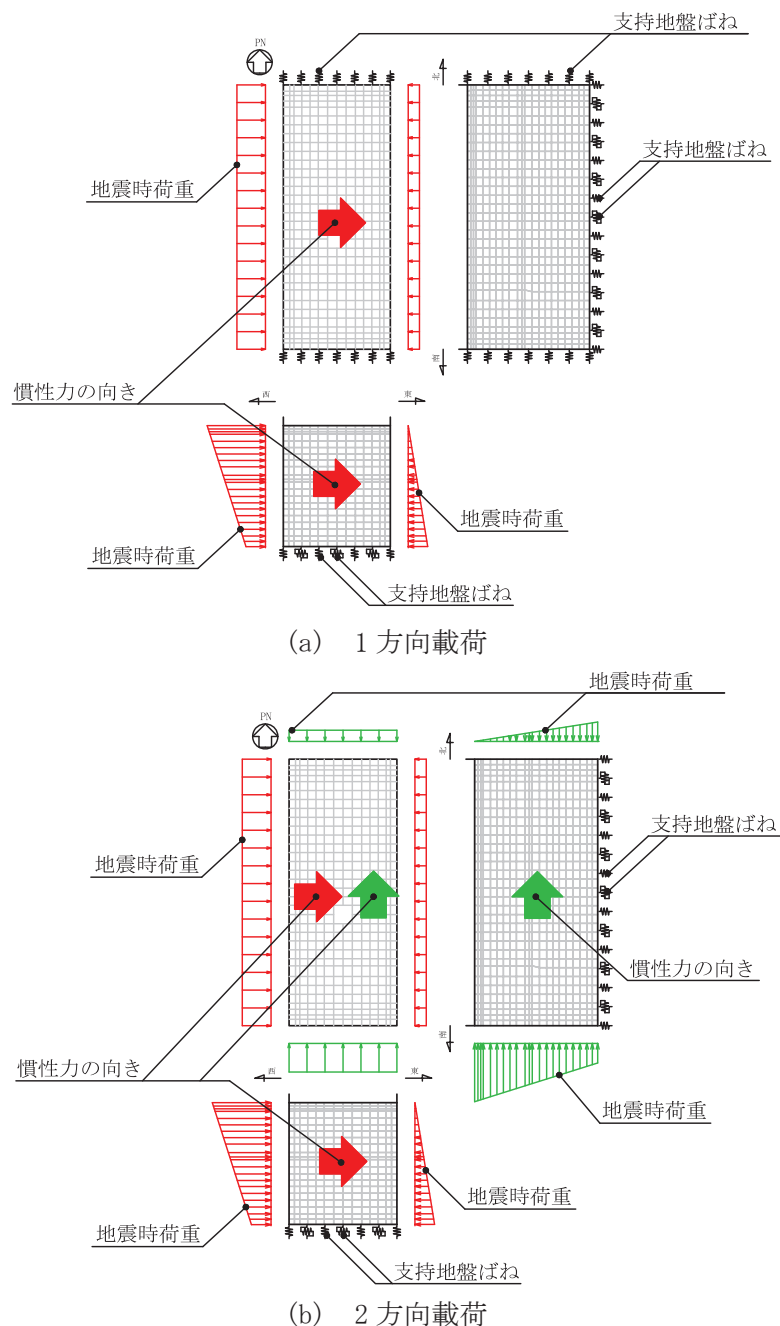 支持地盤ばね
PN
北
地震時荷重
支持地盤ばね
南
慣性力の向き
西
東
地震時荷重
地震時荷重
支持地盤ばね
(a) 1方向載荷
地震時荷重
PN
北
支持地盤ばね
地震時荷重
慣性力の向き
南
慣性力の向き
西
東
地震時荷重
地震時荷重
地震時荷重
支持地盤ばね
(b) 2方向載荷